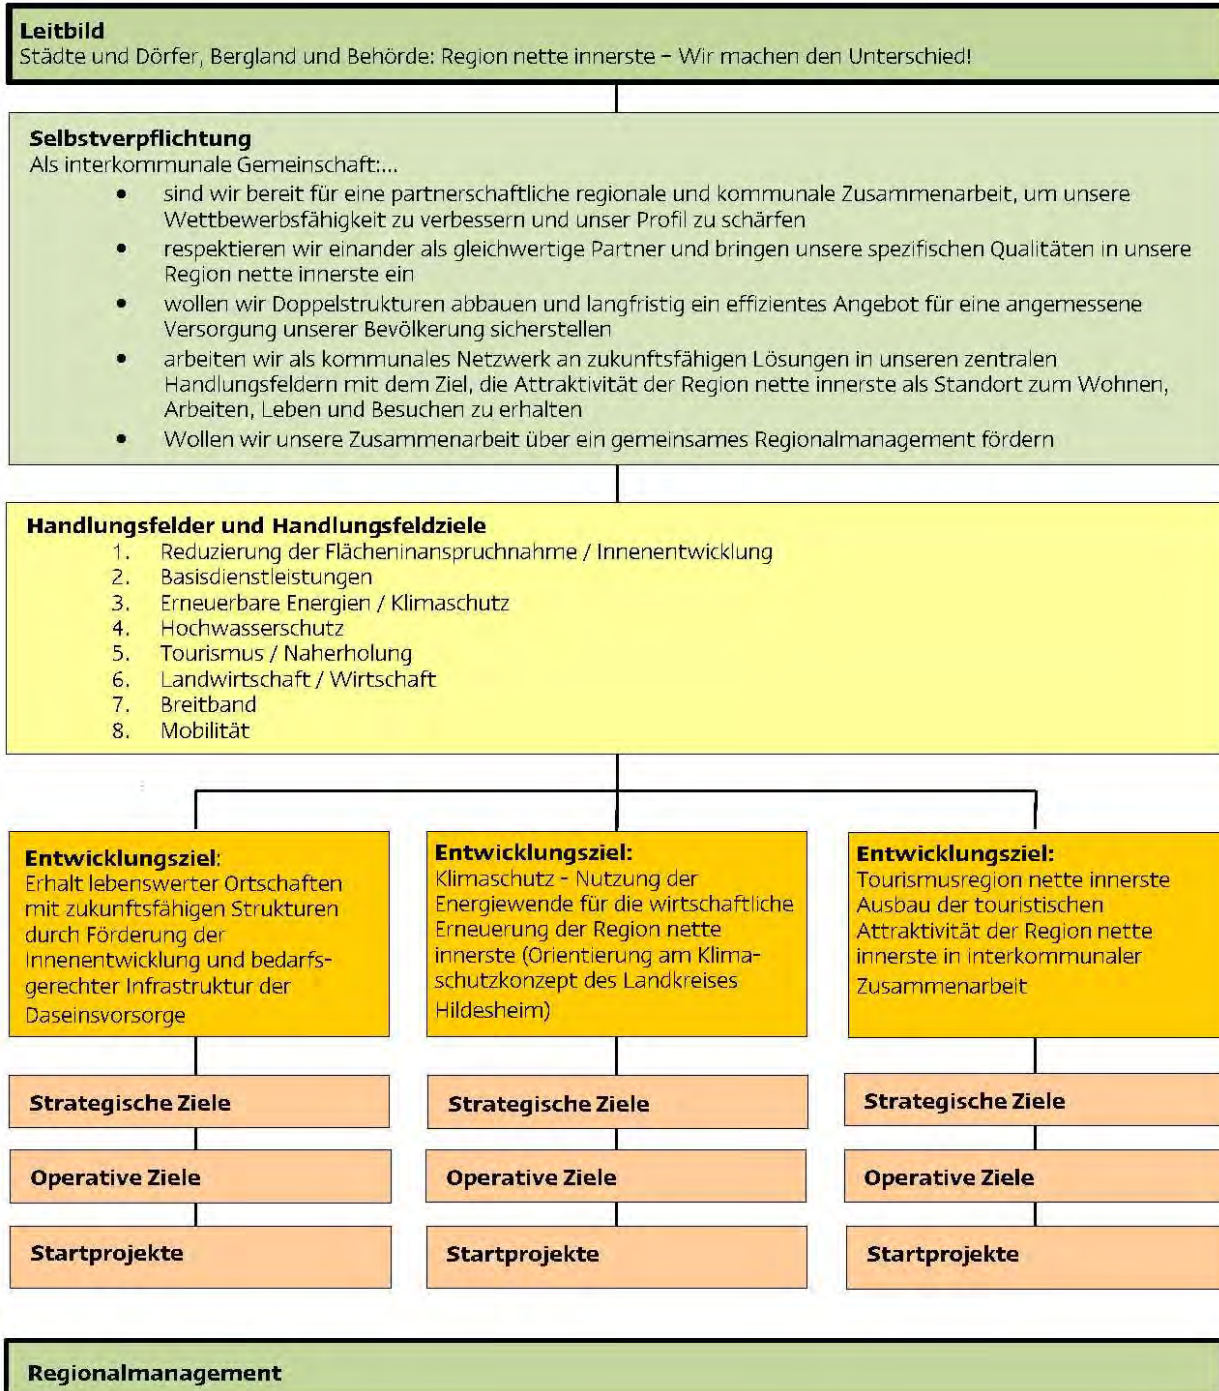 Leitbild
Städte und Dörfer, Bergland und Behörde: Region nette innerste – Wir machen den Unterschied!
Selbstverpflichtung
Als interkommunale Gemeinschaft:...
• sind wir bereit für eine partnerschaftliche regionale und kommunale Zusammenarbeit, um unsere
Wettbewerbsfähigkeit zu verbessern und unser Profil zu schärfen
• respektieren wir einander als gleichwertige Partner und bringen unsere spezifischen Qualitäten in unsere
Region nette innerste ein
• wollen wir Doppelstrukturen abbauen und langfristig ein effizientes Angebot für eine angemessene
Versorgung unserer Bevölkerung sicherstellen
• arbeiten wir als kommunales Netzwerk an zukunftsfähigen Lösungen in unseren zentralen
Handlungsfeldern mit dem Ziel, die Attraktivität der Region nette innerste als Standort zum Wohnen,
Arbeiten, Leben und Besuchen zu erhalten
• Wollen wir unsere Zusammenarbeit über ein gemeinsames Regionalmanagement fördern
Handlungsfelder und Handlungsfeldziele
1. Reduzierung der Flächeninanspruchnahme / Innenentwicklung
2. Basisdienstleistungen
3. Erneuerbare Energien / Klimaschutz
4. Hochwasserschutz
5. Tourismus / Naherholung
6. Landwirtschaft / Wirtschaft
7. Breitband
8. Mobilität
Entwicklungsziel:
Erhalt lebenswerter Ortschaften
mit zukunftsfähigen Strukturen
durch Förderung der
Innenentwicklung und bedarfs-
gerechter Infrastruktur der
Daseinsvorsorge
Strategische Ziele
Operative Ziele
Startprojekte
Entwicklungsziel:
Klimaschutz – Nutzung der
Energiewende für die wirtschaftliche
Erneuerung der Region nette
innerste (Orientierung am Klima-
schutzkonzept des Landkreises
Hildesheim)
Strategische Ziele
Operative Ziele
Startprojekte
Entwicklungsziel:
Tourismusregion nette innerste
Ausbau der touristischen
Attraktivität der Region nette
innerste in interkommunaler
Zusammenarbeit
Strategische Ziele
Operative Ziele
Startprojekte
Regionalmanagement